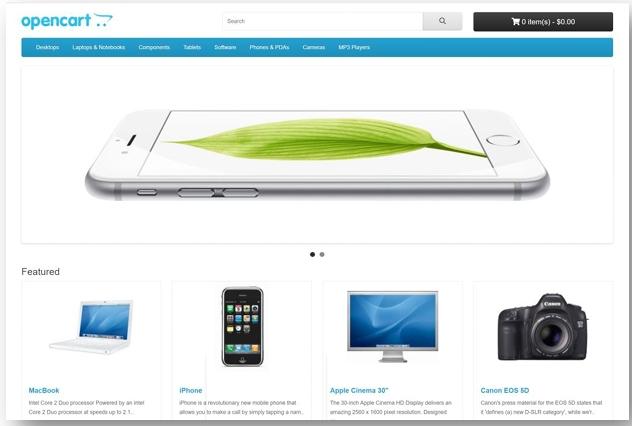 opencart
Search
0 item(s) - $0.00
Desktops Laptops & Notebooks Components Tablets Software Phones & PDAs Cameras MP3 Players
Featured
Canon
MacBook
Intel Core 2 Duo processor Powered by an Intel
Core 2 Duo processor at speeds up to 2.1..
iPhone
iPhone is a revolutionary new mobile phone that
allows you to make a call by simply tapping a nam..
Apple Cinema 30"
The 30-inch Apple Cinema HD Display delivers an
amazing 2560 x 1600 pixel resolution. Designed
Canon EOS 5D
Canon's press material for the EOS 5D states that
it 'defines (a) new D-SLR category', while we'r..